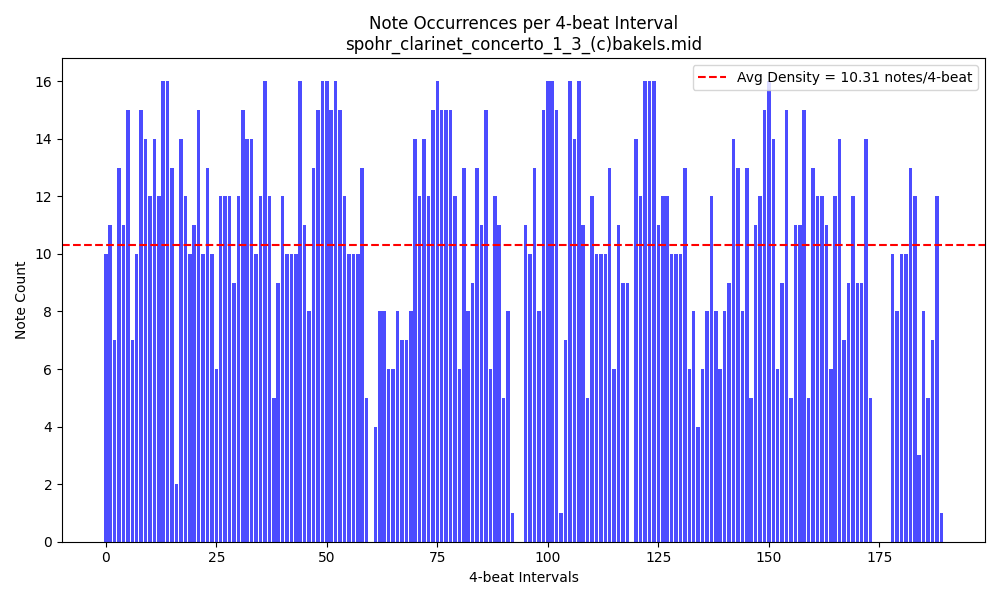 Note Occurrences per 4-beat Interval
spohr_clarinet_concerto_1_3_(c)bakels.mid
Avg Density = 10.31 notes/4-beat
Note Count
16
14
12
10
8
6
4
2
0
0 25 50 75 100 125 150 175
4-beat Intervals